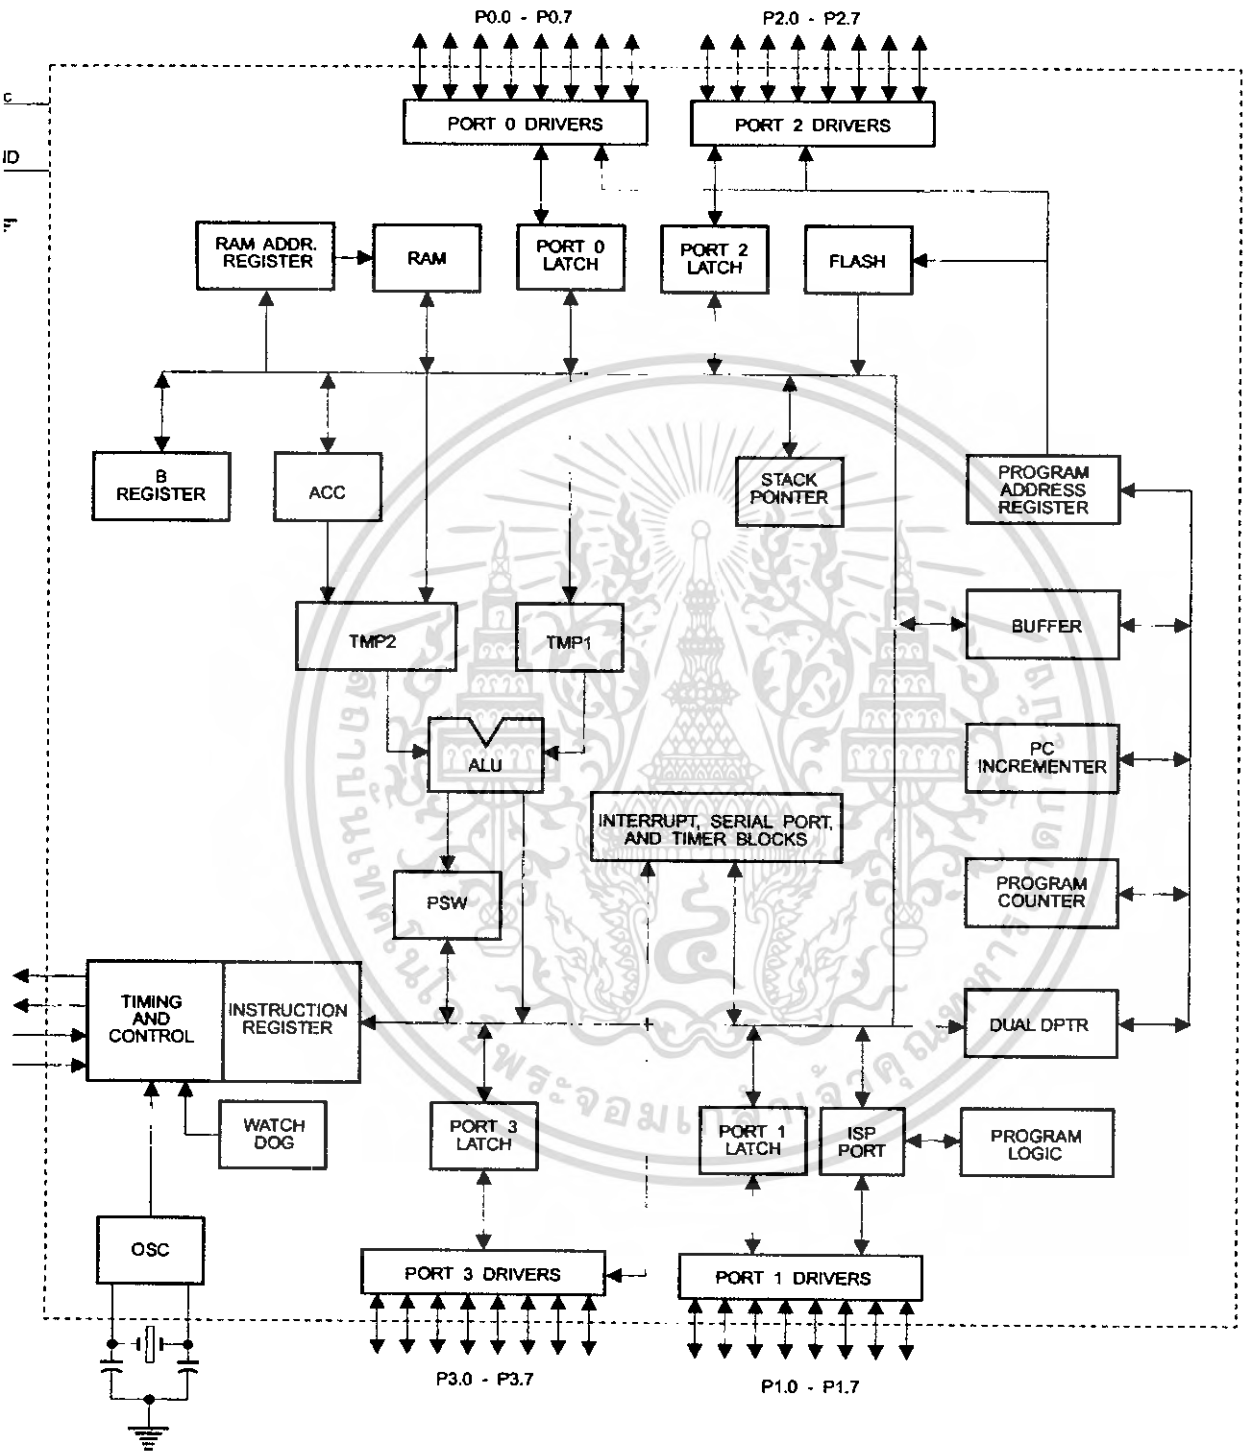 P0.0 - P0.7
P2.0 - P2.7
PORT 0 DRIVERS
PORT 2 DRIVERS
RAM ADDR.
REGISTER
RAM
PORT 0
LATCH
PORT 2
LATCH
FLASH
B
REGISTER
ACC
STACK
POINTER
PROGRAM
ADDRESS
REGISTER
TMP2
TMP1
BUFFER
ALU
PC
INCREMENTER
INTERRUPT, SERIAL PORT,
AND TIMER BLOCKS
PSW
PROGRAM
COUNTER
TIMING
AND
CONTROL
INSTRUCTION
REGISTER
DUAL DPTR
WATCH
DOG
PORT 3
LATCH
PORT 1
LATCH
ISP
PORT
PROGRAM
LOGIC
OSC
PORT 3 DRIVERS
PORT 1 DRIVERS
P3.0 - P3.7
P1.0 - P1.7